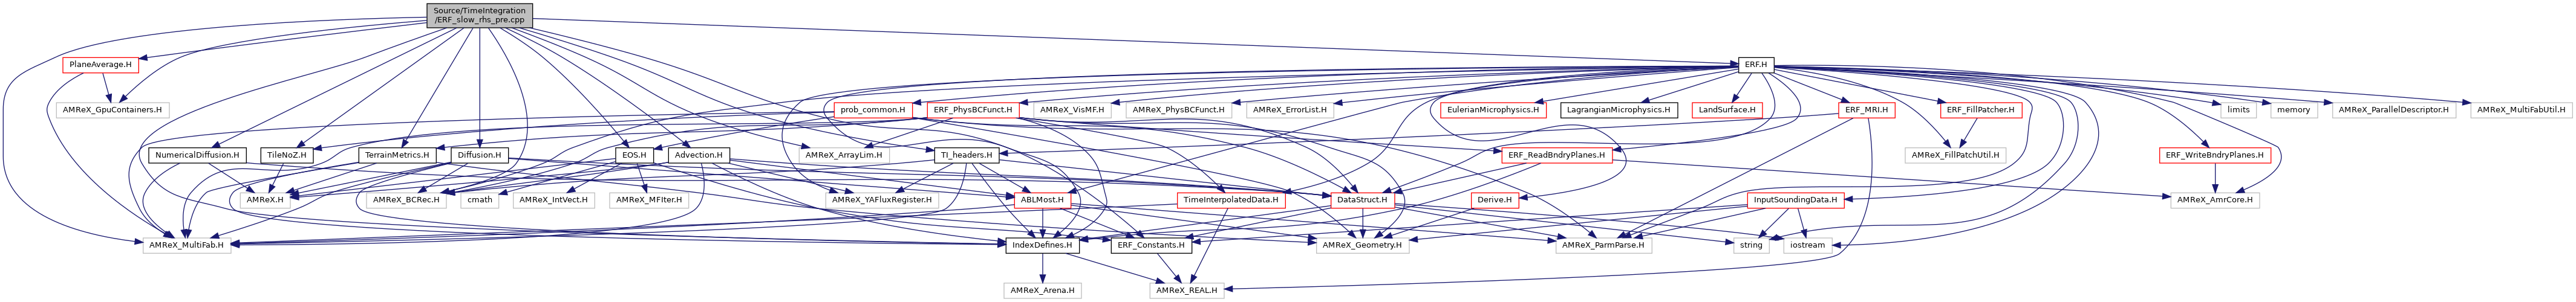 Source/TimeIntegration
/ERF_slow_rhs_pre.cpp
PlaneAverage.H
ERF.H
AMReX_GpuContainers.H
prob_common.H
ERF_PhysBCFunct.H
AMReX_VisMF.H
AMReX_PhysBCFunct.H
AMReX_ErrorList.H
EulerianMicrophysics.H
LagrangianMicrophysics.H
LandSurface.H
ERF_MRI.H
ERF_FillPatcher.H
limits
memory
AMReX_ParallelDescriptor.H
AMReX_MultiFabUtil.H
NumericalDiffusion.H
TileNoZ.H
TerrainMetrics.H
Diffusion.H
EOS.H
Advection.H
AMReX_ArrayLim.H
TI_headers.H
ERF_ReadBndryPlanes.H
AMReX_FillPatchUtil.H
ERF_WriteBndryPlanes.H
AMReX.H
AMReX_BCRec.H
cmath
AMReX_IntVect.H
AMReX_MFIter.H
AMReX_YAFluxRegister.H
ABLMost.H
TimeInterpolatedData.H
DataStruct.H
Derive.H
InputSoundingData.H
AMReX_AmrCore.H
AMReX_MultiFab.H
IndexDefines.H
ERF_Constants.H
AMReX_Geometry.H
AMReX_ParmParse.H
string
iostream
AMReX_Arena.H
AMReX_REAL.H